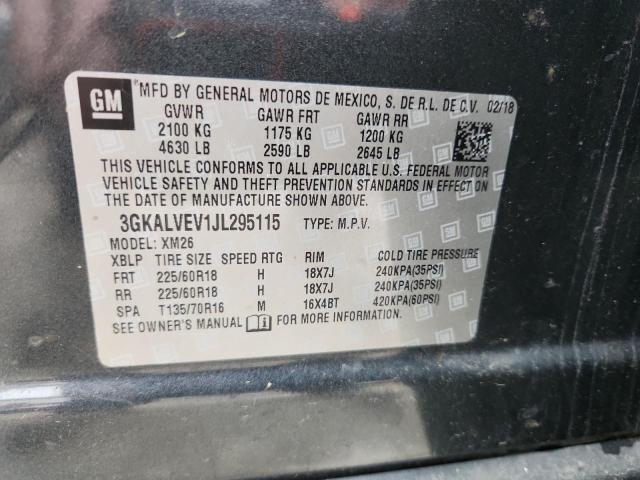 GM MFD BY GENERAL MOTORS DE MEXICO, S. DE R.L. DE C.V. 02/18
GVWR GAWR FRT GAWR RR
2100 KG 1175 KG 1200 KG
4630 LB 2590 LB 2645 LB
THIS VEHICLE CONFORMS TO ALL APPLICABLE U.S. FEDERAL MOTOR
VEHICLE SAFETY AND THEFT PREVENTION STANDARDS IN EFFECT ON
THE DATE OF MANUFACTURE SHOWN ABOVE.
3GKALVEV1JL295115 TYPE: M.P.V.
MODEL: XM26
XBLP TIRE SIZE SPEED RTG RIM COLD TIRE PRESSURE
FRT 225/60R18 H 18X7J 240KPA(35PSI)
RR 225/60R18 H 18X7J 240KPA(35PSI)
SPA T135/70R16 M 16X4BT 420KPA(60PSI)
SEE OWNER'S MANUAL FOR MORE INFORMATION.